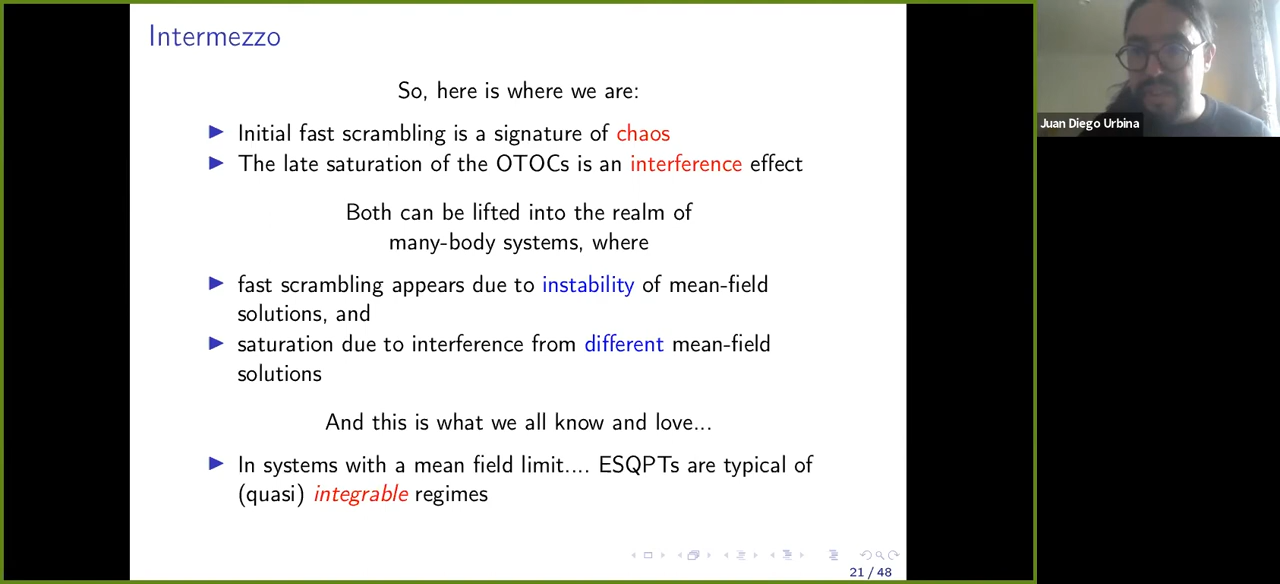 Intermezzo
So, here is where we are:
Initial fast scrambling is a signature of chaos
The late saturation of the OTOCs is an interference effect
Both can be lifted into the realm of
many-body systems, where
fast scrambling appears due to instability of mean-field
solutions, and
saturation due to interference from different mean-field
solutions
And this is what we all know and love...
In systems with a mean field limit.... ESQPTs are typical of
(quasi) integrable regimes
21 / 48
Juan Diego Urbina